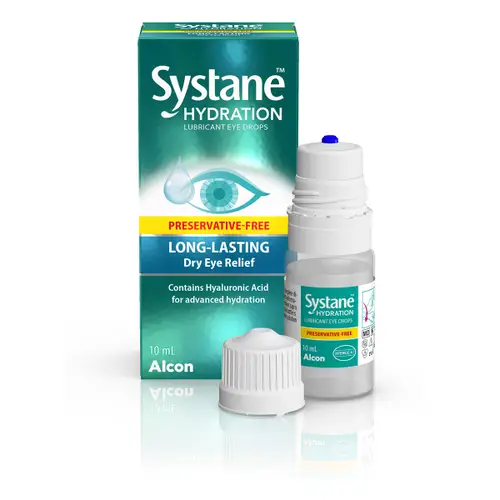 Systane™
HYDRATION
LUBRICANT EYE DROPS
PRESERVATIVE-FREE
LONG-LASTING
Dry Eye Relief
Contains Hyaluronic Acid
for advanced hydration
10 mL
Alcon
Systane
HYDRATION
LUBRICANT EYE DROPS
PRESERVATIVE-FREE
10 mL
Alcon